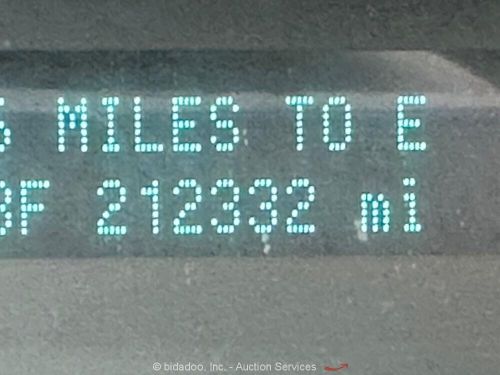 MILES TO E
212332 mi
© bidadoo, Inc. - Auction Services